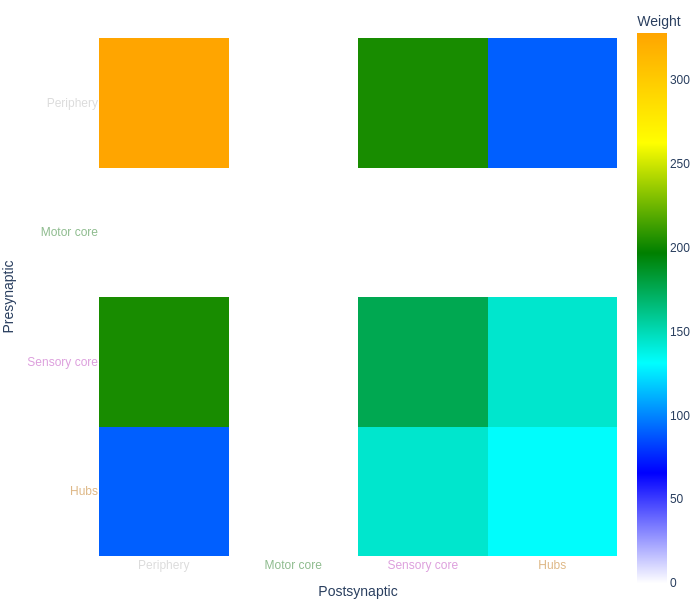 Weight
Periphery
Motor core
Sensory core
Hubs
Presynaptic
Periphery
Motor core
Sensory core
Hubs
Postsynaptic
300
250
200
150
100
50
0